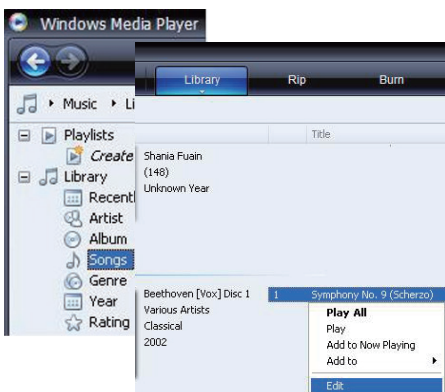 Windows Media Player
Music Li
Playlists
Create
Library
Recentl
Artist
Album
Songs
Genre
Year
Rating
Library Rip Burn
Title
Shania Fuain
(148)
Unknown Year
Beethoven [Vox] Disc 1 1 Symphony No. 9 (Scherzo)
Various Artists
Classical
2002
Play All
Play
Add to Now Playing
Add to
Edit